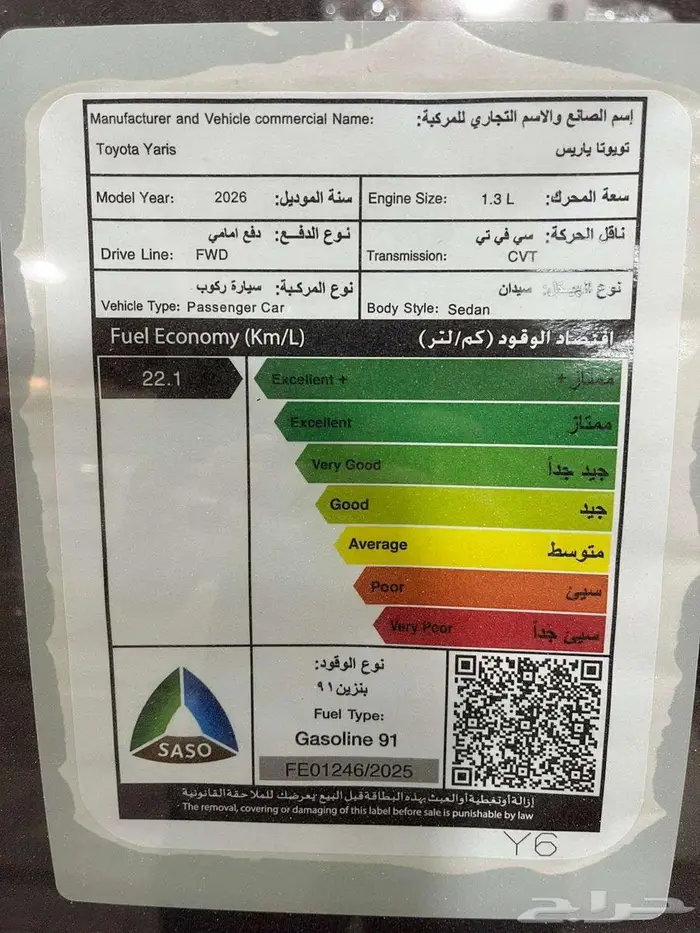 Manufacturer and Vehicle commercial Name: إسم الصانع والاسم التجاري للمركبة:
Toyota Yaris تويوتا ياريس
Model Year: 2026 سنة الموديل:
Engine Size: 1.3 L سعة المحرك:
نوع الدفع: دفع امامي
Drive Line: FWD
ناقل الحركة: سي في تي
Transmission: CVT
نوع المركبة: سيارة ركوب
Vehicle Type: Passenger Car
نوع الهيكل: سيدان
Body Style: Sedan
Fuel Economy (Km/L) اقتصاد الوقود (كم/لتر)
22.1
Excellent + ممتاز +
Excellent ممتاز
Very Good جيد جداً
Good جيد
Average متوسط
Poor سيئ
Very Poor سيئ جداً
SASO
نوع الوقود:
بنزين ٩١
Fuel Type:
Gasoline 91
FE01246/2025
إزالة أو تغطية أو العبث بهذه البطاقة قبل البيع يعرضك للملاحقة القانونية
The removal, covering or damaging of this label before sale is punishable by law
Y6
حراج